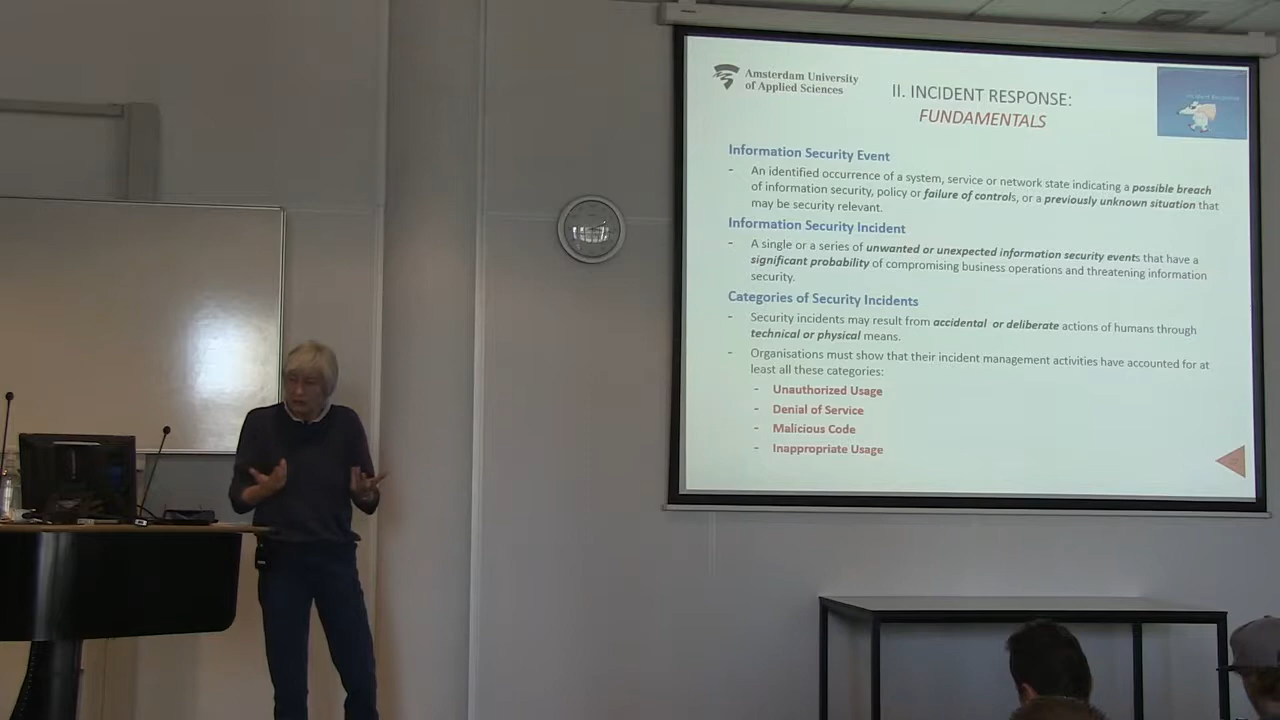 Amsterdam University
of Applied Sciences
II. INCIDENT RESPONSE:
FUNDAMENTALS
Incident Response
Information Security Event
- An identified occurrence of a system, service or network state indicating a possible breach
of information security, policy or failure of controls, or a previously unknown situation that
may be security relevant.
Information Security Incident
- A single or a series of unwanted or unexpected information security events that have a
significant probability of compromising business operations and threatening information
security.
Categories of Security Incidents
- Security incidents may result from accidental or deliberate actions of humans through
technical or physical means.
- Organisations must show that their incident management activities have accounted for at
least all these categories:
- Unauthorized Usage
- Denial of Service
- Malicious Code
- Inappropriate Usage